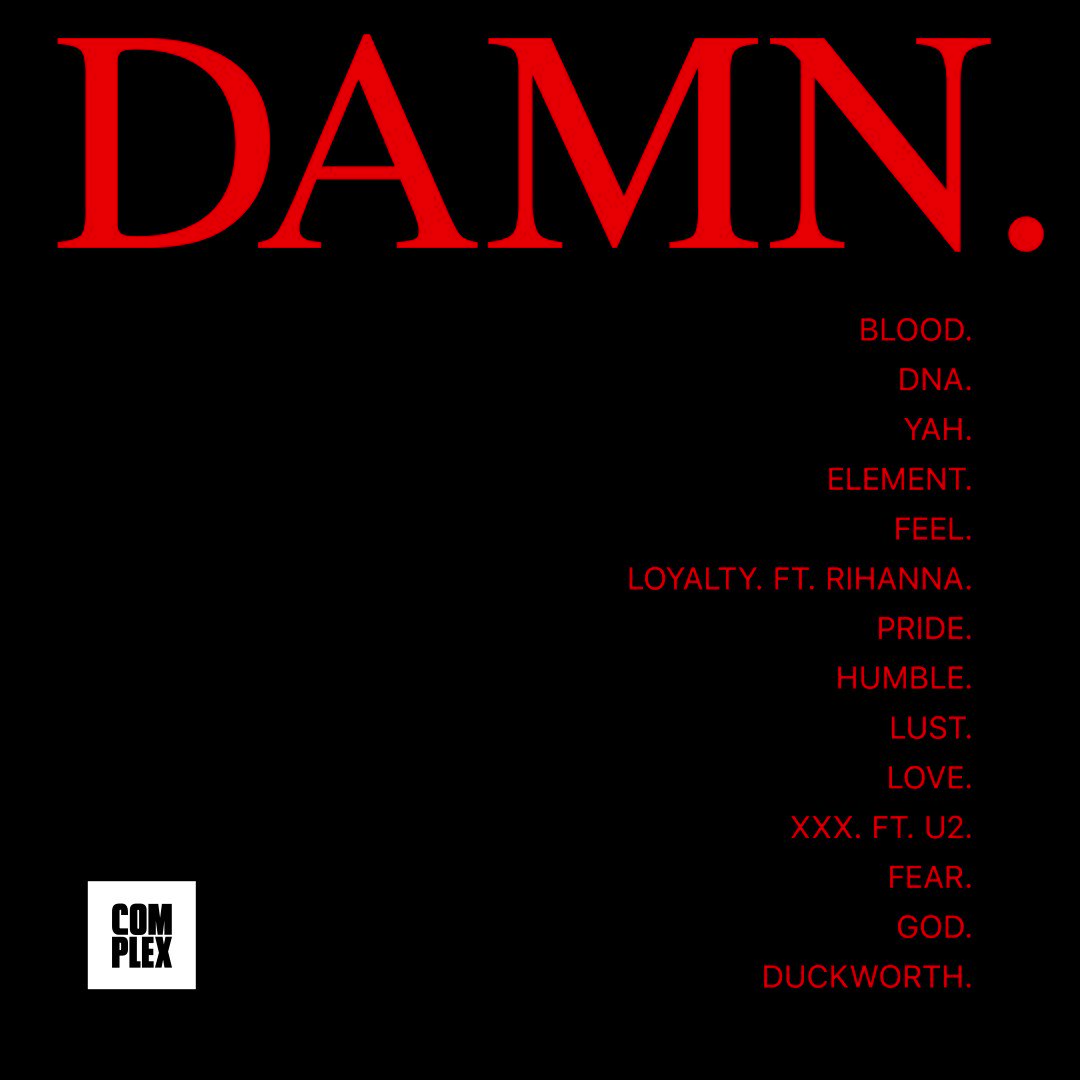 DAMN.
BLOOD.
DNA.
YAH.
ELEMENT.
FEEL.
LOYALTY. FT. RIHANNA.
PRIDE.
HUMBLE.
LUST.
LOVE.
XXX. FT. U2.
FEAR.
GOD.
DUCKWORTH.
COM
PLEX